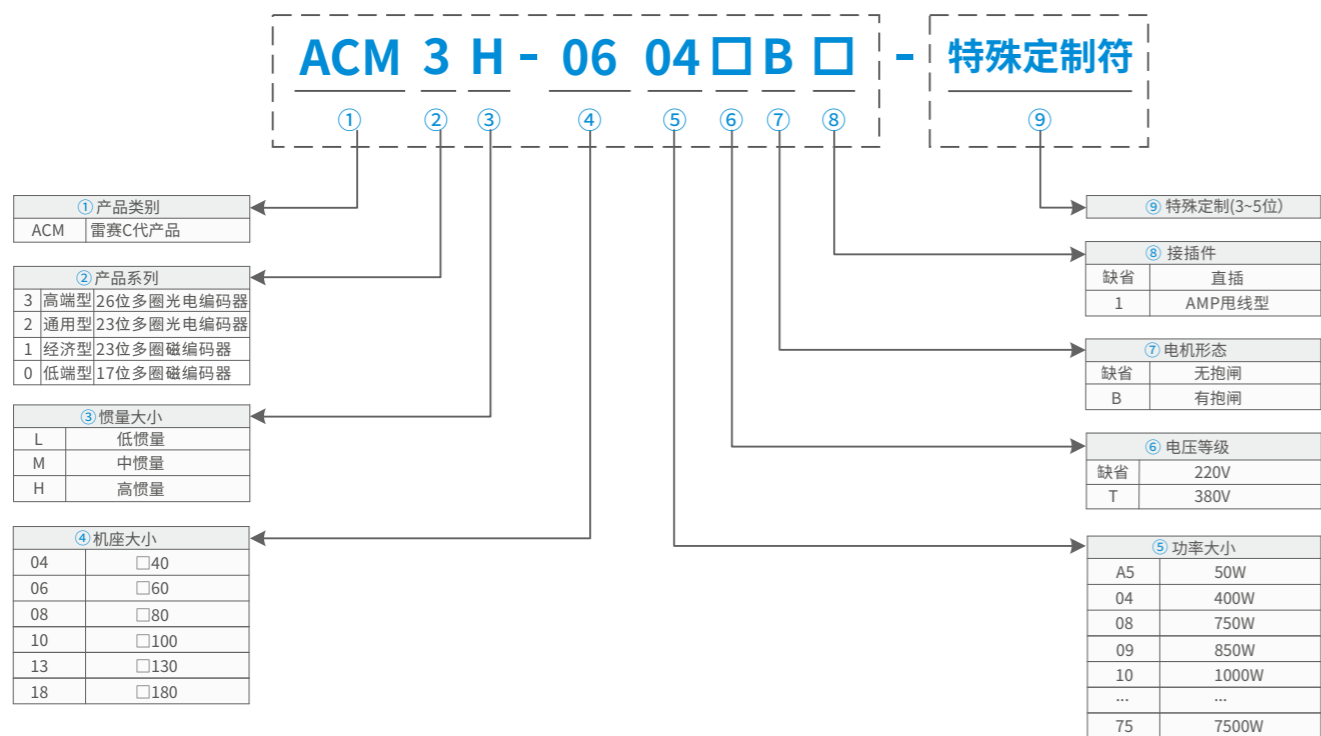 ACM 3 H - 06 04 □ B □ - 特殊定制符
① ② ③ ④ ⑤ ⑥ ⑦ ⑧ ⑨
① 产品类别
ACM 雷赛C代产品
② 产品系列
3 高端型 26位多圈光电编码器
2 通用型 23位多圈光电编码器
1 经济型 23位多圈磁编码器
0 低端型 17位多圈磁编码器
③ 惯量大小
L 低惯量
M 中惯量
H 高惯量
④ 机座大小
04 □40
06 □60
08 □80
10 □100
13 □130
18 □180
⑨ 特殊定制(3~5位)
⑧ 接插件
缺省 直插
1 AMP甩线型
⑦ 电机形态
缺省 无抱闸
B 有抱闸
⑥ 电压等级
缺省 220V
T 380V
⑤ 功率大小
A5 50W
04 400W
08 750W
09 850W
10 1000W
... ...
75 7500W